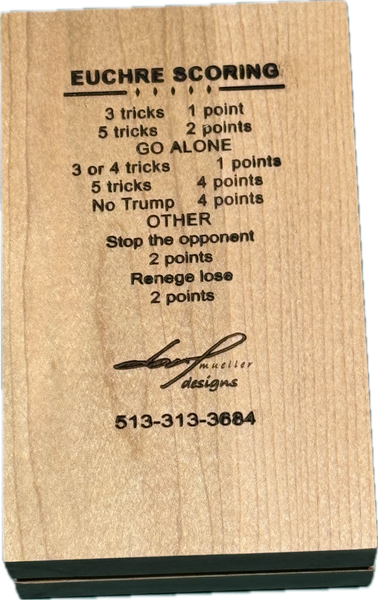 EUCHRE SCORING
3 tricks 1 point
5 tricks 2 points
GO ALONE
3 or 4 tricks 1 points
5 tricks 4 points
No Trump 4 points
OTHER
Stop the opponent
2 points
Renege lose
2 points
mueller
designs
513-313-3684